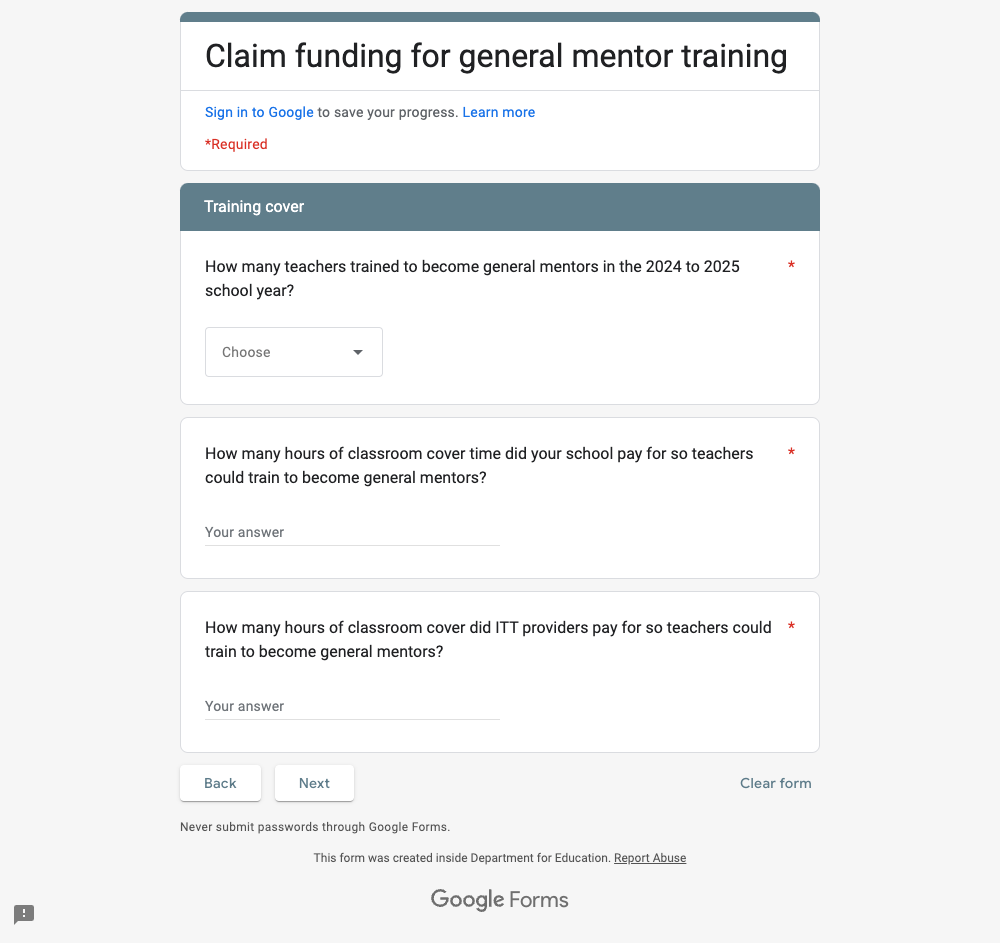 Claim funding for general mentor training
Sign in to Google to save your progress. Learn more
*Required
Training cover
How many teachers trained to become general mentors in the 2024 to 2025 *
school year?
Choose
How many hours of classroom cover time did your school pay for so teachers *
could train to become general mentors?
Your answer
How many hours of classroom cover did ITT providers pay for so teachers could *
train to become general mentors?
Your answer
Back Next Clear form
Never submit passwords through Google Forms.
This form was created inside Department for Education. Report Abuse
Google Forms